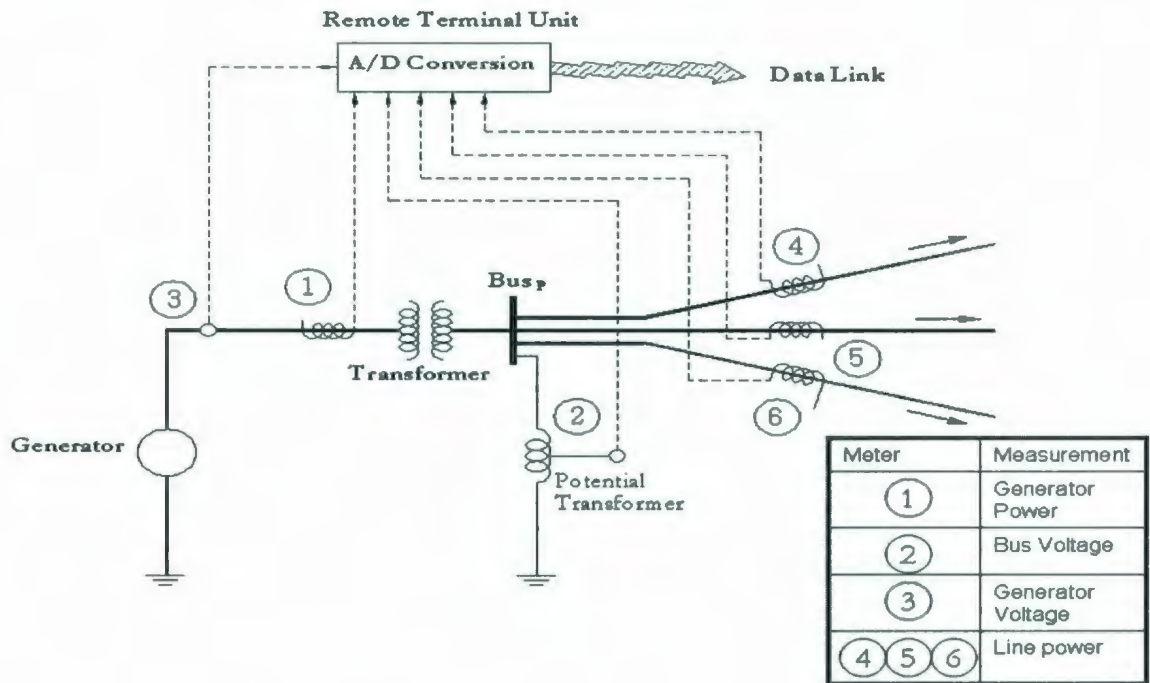 Remote Terminal Unit
A/D Conversion
Data Link
4
3
1
Bus P
Transformer
5
2
6
Generator
Potential
Transformer
Meter Measurement
1 Generator
Power
2 Bus Voltage
3 Generator
Voltage
4 5 6 Line power